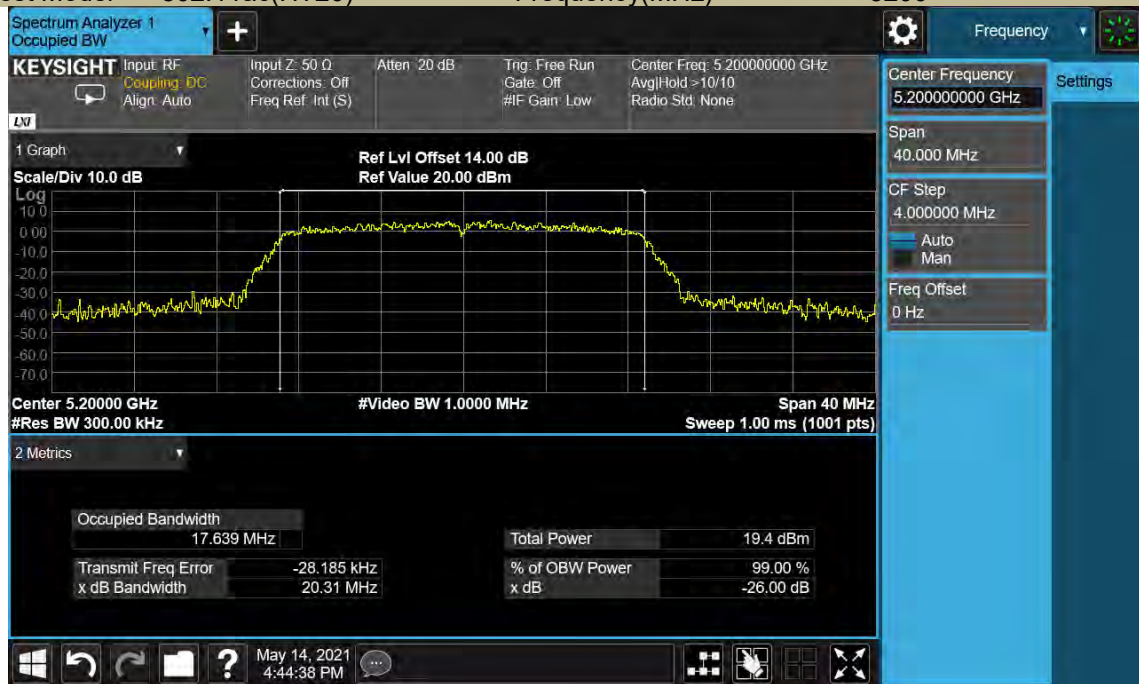 Spectrum Analyzer 1
Occupied BW
+
Frequency
KEYSIGHT Input: RF
Coupling: DC
Align: Auto
Input Z: 50 Ω
Corrections: Off
Freq Ref: Int (S)
Atten: 20 dB
Trig: Free Run
Gate: Off
#IF Gain: Low
Center Freq: 5.200000000 GHz
Avg|Hold:>10/10
Radio Std: None
LXI
Center Frequency
5.200000000 GHz
Settings
Span
40.000 MHz
CF Step
4.000000 MHz
Auto
Man
Freq Offset
0 Hz
1 Graph
Ref Lvl Offset 14.00 dB
Scale/Div 10.0 dB
Ref Value 20.00 dBm
Log
10.0
0.00
-10.0
-20.0
-30.0
-40.0
-50.0
-60.0
-70.0
Center 5.20000 GHz
#Video BW 1.0000 MHz
Span 40 MHz
#Res BW 300.00 kHz
Sweep 1.00 ms (1001 pts)
2 Metrics
Occupied Bandwidth
17.639 MHz
Total Power 19.4 dBm
Transmit Freq Error -28.185 kHz
% of OBW Power 99.00 %
x dB Bandwidth 20.31 MHz
x dB -26.00 dB
?
May 14, 2021
4:44:38 PM